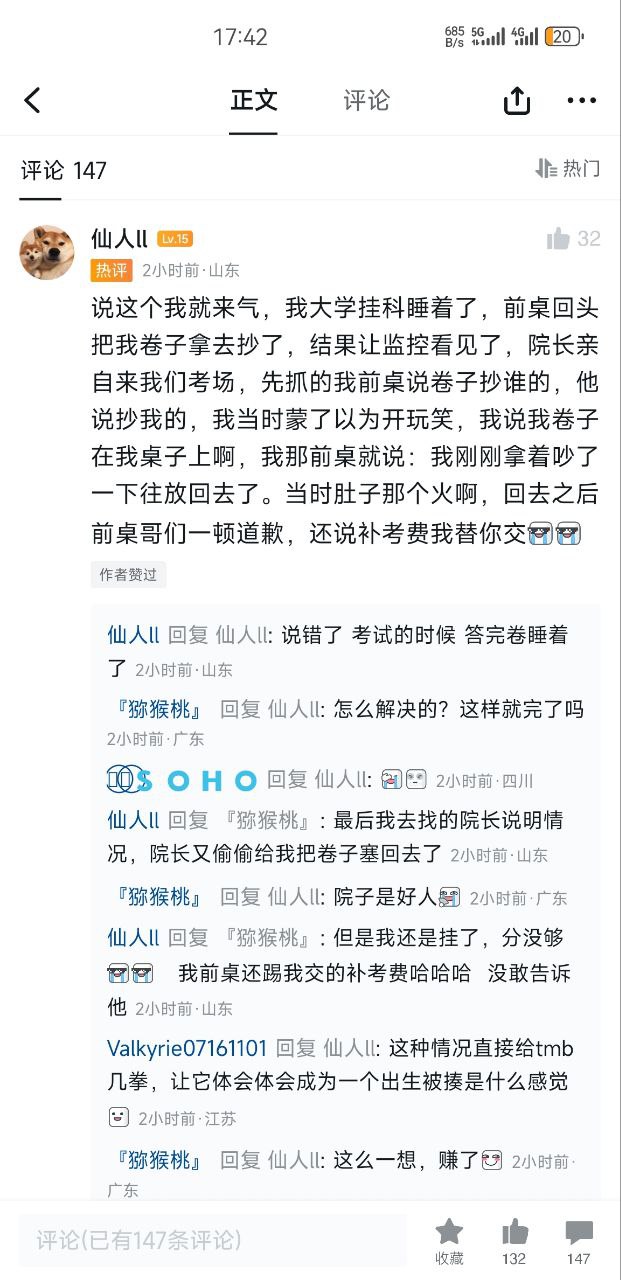 17:42
685 B/s 5G 4G 20
正文 评论
评论 147 热门
仙人ll Lv.15 32
热评 2小时前·山东
说这个我就来气，我大学挂科睡着了，前桌回头
把我卷子拿去抄了，结果让监控看见了，院长亲
自来我们考场，先抓的我前桌说卷子抄谁的，他
说抄我的，我当时蒙了以为开玩笑，我说我卷子
在我桌子上啊，我那前桌就说：我刚刚拿着吵了
一下往放回去了。当时肚子那个火啊，回去之后
前桌哥们一顿道歉，还说补考费我替你交
作者赞过
仙人ll 回复 仙人ll: 说错了 考试的时候 答完卷睡着
了 2小时前·山东
『猕猴桃』 回复 仙人ll: 怎么解决的？这样就完了吗
2小时前·广东
SOHO 回复 仙人ll: 2小时前·四川
仙人ll 回复 『猕猴桃』: 最后我去找的院长说明情
况，院长又偷偷给我把卷子塞回去了 2小时前·山东
『猕猴桃』 回复 仙人ll: 院子是好人 2小时前·广东
仙人ll 回复 『猕猴桃』: 但是我还是挂了，分没够
我前桌还踢我交的补考费哈哈哈 没敢告诉
他 2小时前·山东
Valkyrie07161101 回复 仙人ll: 这种情况直接给tmb
几拳，让它体会体会成为一个出生被揍是什么感觉
2小时前·江苏
『猕猴桃』 回复 仙人ll: 这么一想，赚了 2小时前·
广东
评论(已有147条评论)
收藏 132 147